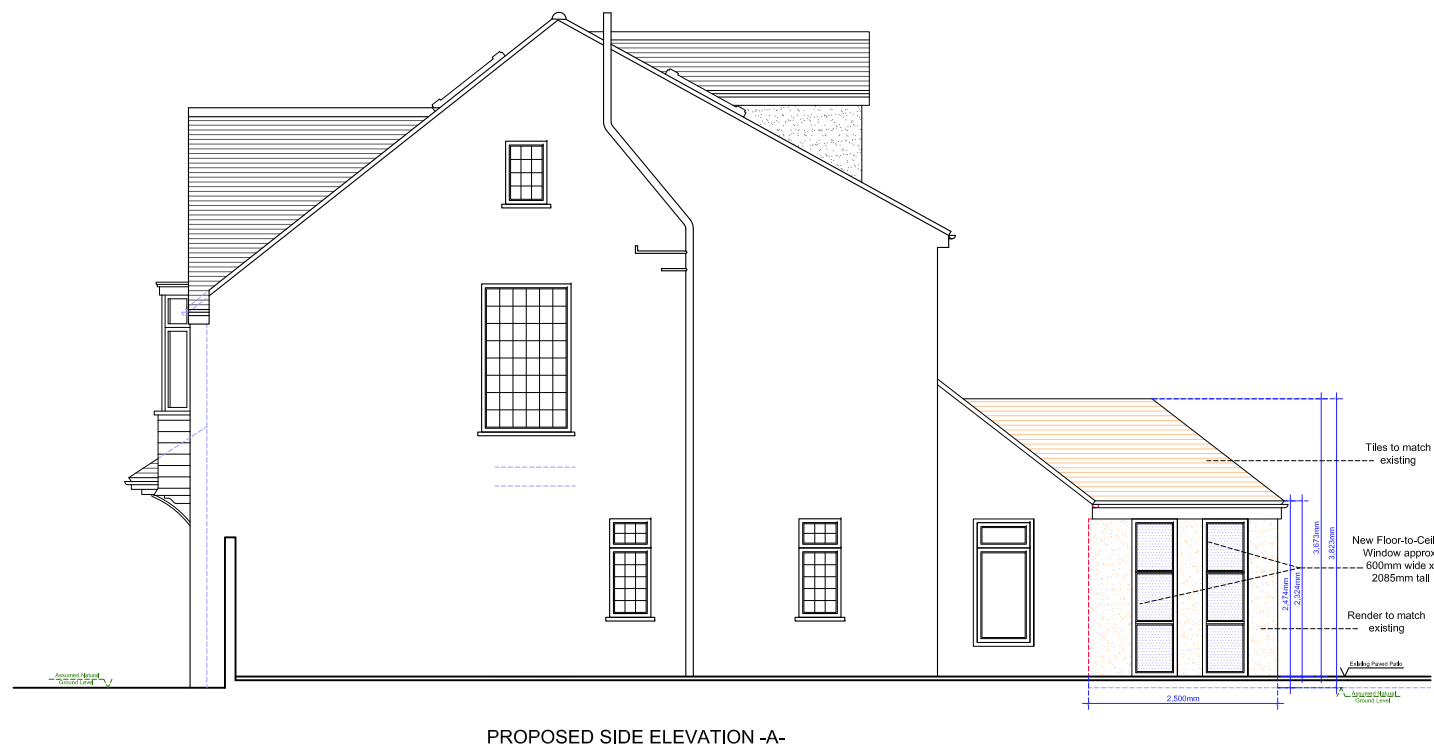 Tiles to match
existing
3,673mm
3,823mm
New Floor-to-Ceil
Window approx
600mm wide x
2085mm tall
2,474mm
2,324mm
Render to match
existing
Existing Paved Patio
Assumed Natural
Ground Level
2,500mm
Assumed Natural
Ground Level
PROPOSED SIDE ELEVATION -A-